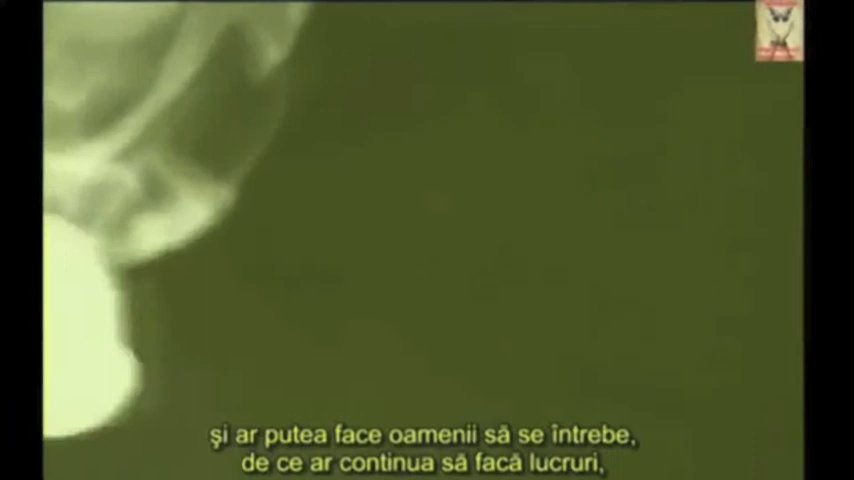 şi ar putea face oamenii să se întrebe,
de ce ar continua să facă lucruri,